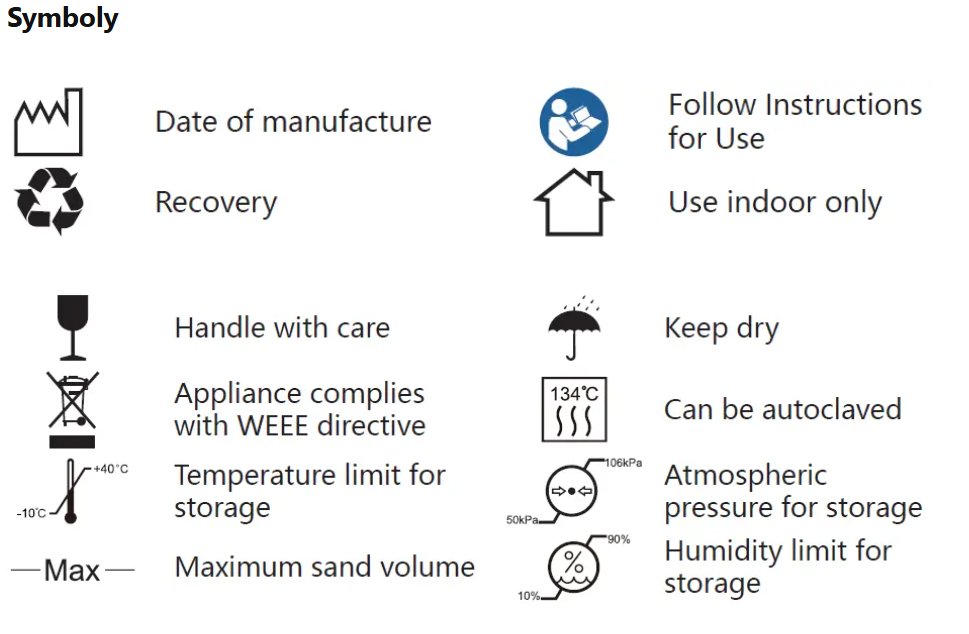 Symboly
Date of manufacture
Follow Instructions
for Use
Recovery
Use indoor only
Handle with care
Keep dry
Appliance complies
with WEEE directive
134℃
Can be autoclaved
+40°C
-10℃
Temperature limit for
storage
106kPa
50kPa
Atmospheric
pressure for storage
Max
Maximum sand volume
90%
%
10%
Humidity limit for
storage